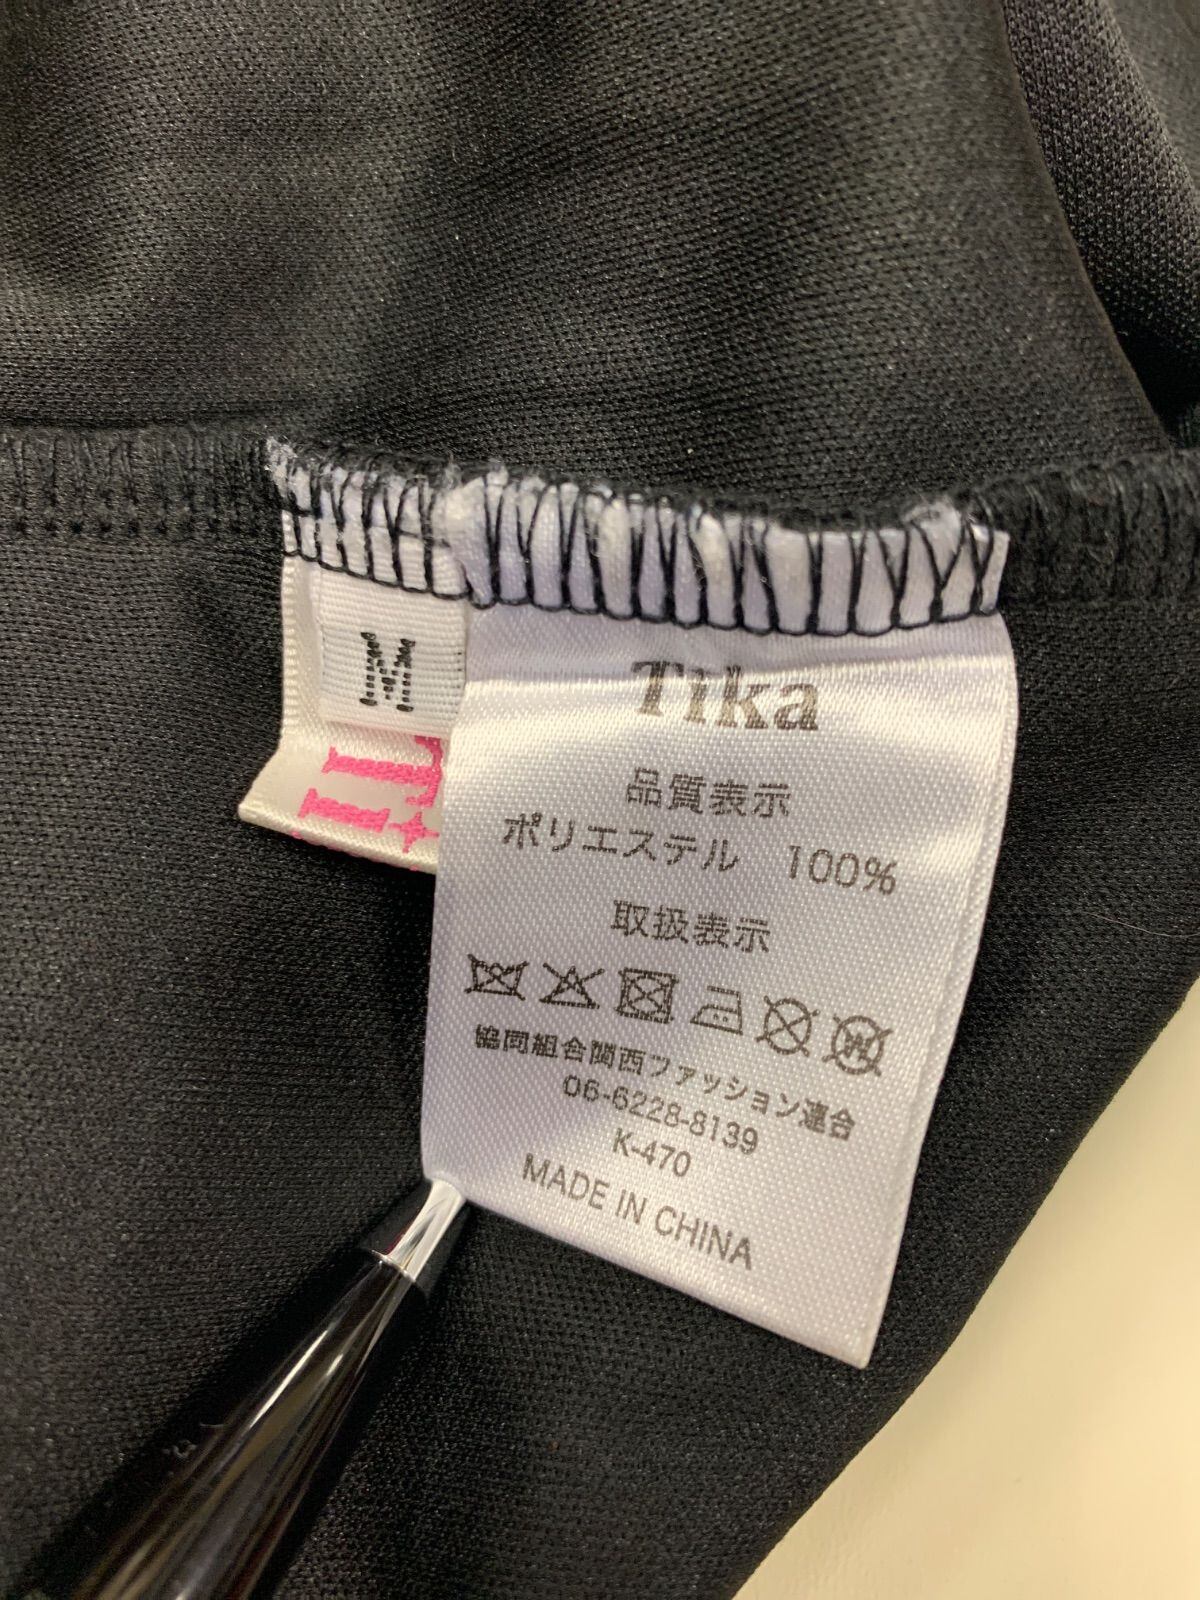 M
Tika
品質表示
ポリエステル 100%
取扱表示
協同組合関西ファッション連合
06-6228-8139
K-470
MADE IN CHINA